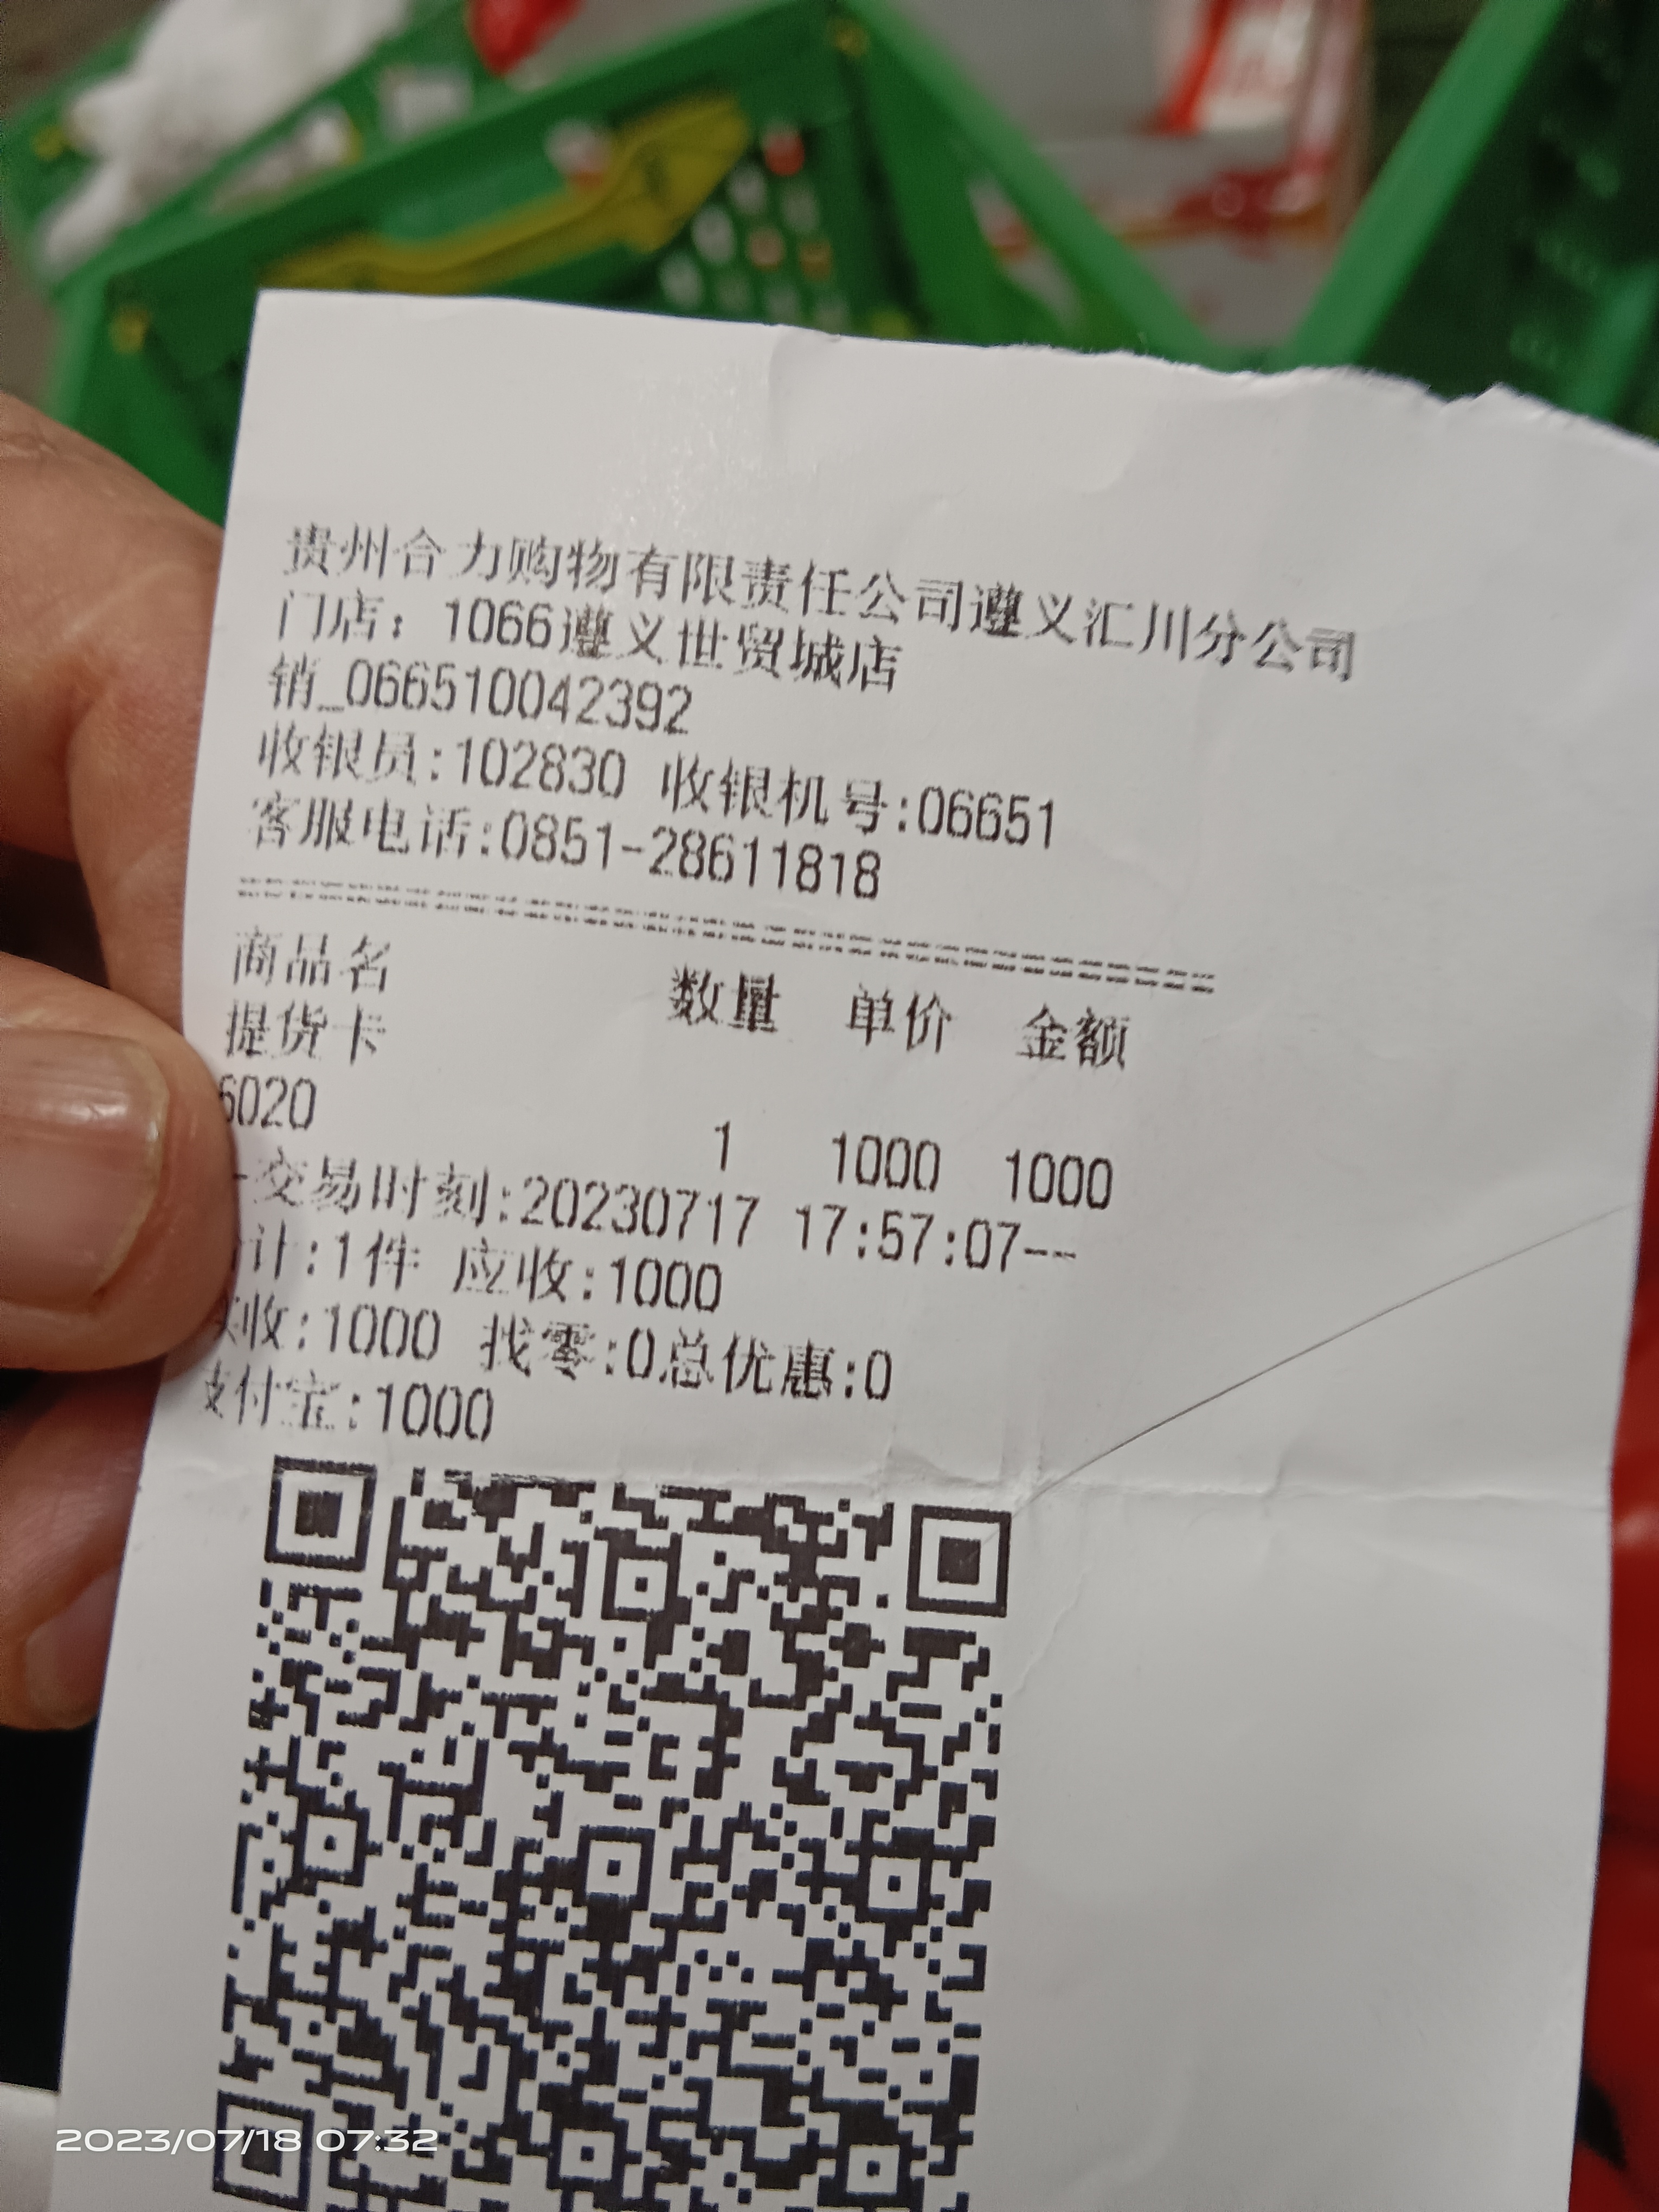 贵州合力购物有限责任公司遵义汇川分公司
门店：1066遵义世贸城店
销_066510042392
收银员:102830 收银机号:06651
客服电话:0851-28611818
================================
商品名 数量 单价 金额
提货卡
6020 1 1000 1000
-交易时刻:20230717 17:57:07--
计:1件 应收:1000
收:1000 找零:0总优惠:0
支付宝:1000
2023/07/18 07:32